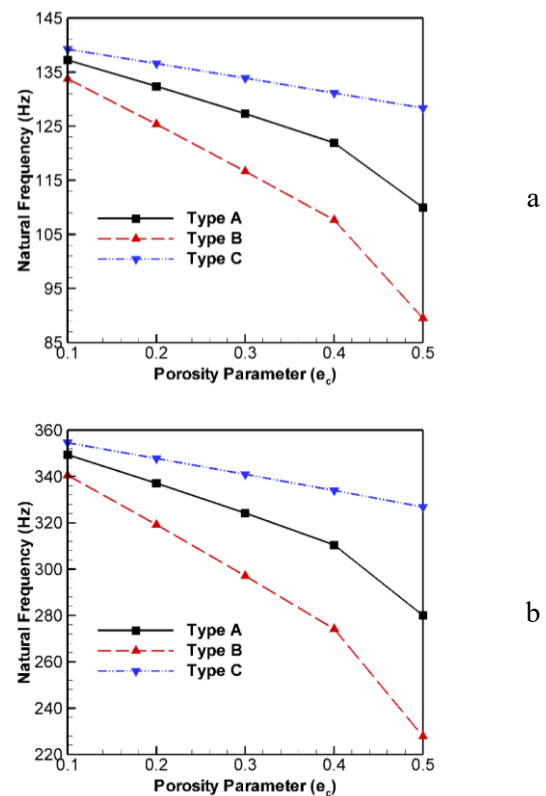 145
135
125
115
105
95
85
Natural Frequency (Hz)
Type A
Type B
Type C
0.1 0.2 0.3 0.4 0.5
Porosity Parameter (e_c)
a
360
340
320
300
280
260
240
220
Natural Frequency (Hz)
Type A
Type B
Type C
0.1 0.2 0.3 0.4 0.5
Porosity Parameter (e_c)
b